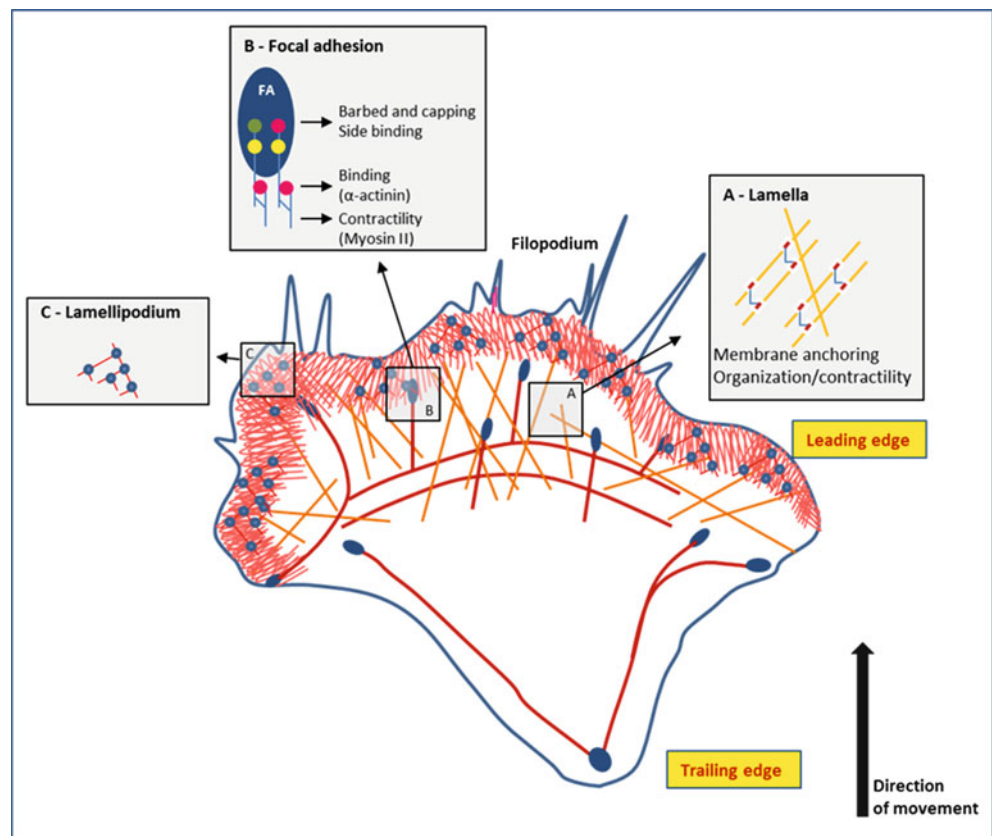 B - Focal adhesion
FA
Barbed and capping
Side binding
Binding
(α-actinin)
Contractility
(Myosin II)
A - Lamella
Membrane anchoring
Organization/contractility
Filopodium
C - Lamellipodium
C
B
A
Leading edge
Trailing edge
Direction
of movement